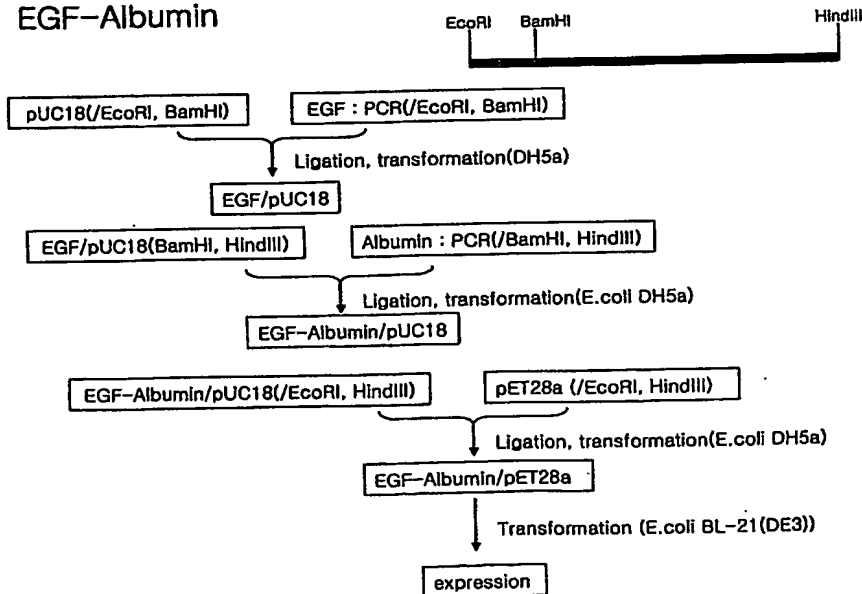 EGF-Albumin
EcoRI BamHI HindIII
pUC18(/EcoRI, BamHI) EGF : PCR(/EcoRI, BamHI)
Ligation, transformation(DH5a)
EGF/pUC18
EGF/pUC18(BamHI, HindIII) Albumin : PCR(/BamHI, HindIII)
Ligation, transformation(E.coli DH5a)
EGF-Albumin/pUC18
EGF-Albumin/pUC18(/EcoRI, HindIII) pET28a (/EcoRI, HindIII)
Ligation, transformation(E.coli DH5a)
EGF-Albumin/pET28a
Transformation (E.coli BL-21(DE3))
expression